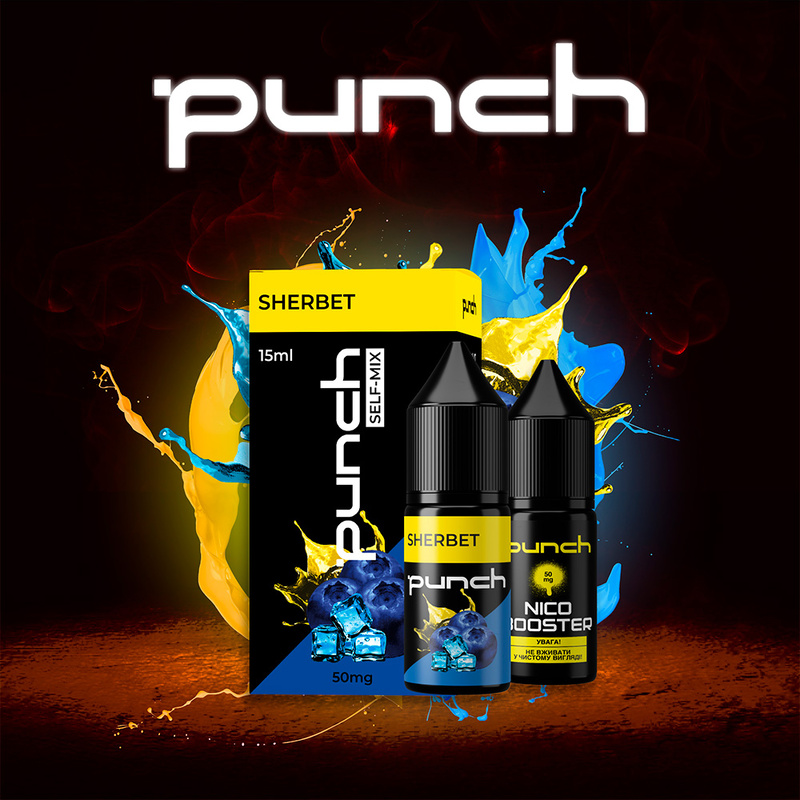 punch
SHERBET
punch
15ml
punch
SELF-MIX
50mg
SHERBET
punch
punch
50
mg
NICO
BOOSTER
УВАГА!
НЕ ВЖИВАТИ
У ЧИСТОМУ ВИГЛЯДІ